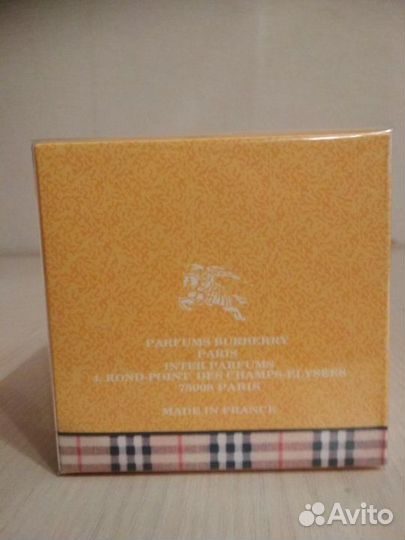 PARFUMS BURBERRY
PARIS
INTER PARFUMS
4, ROND-POINT DES CHAMPS-ELYSEES
75008 PARIS
MADE IN FRANCE
Avito